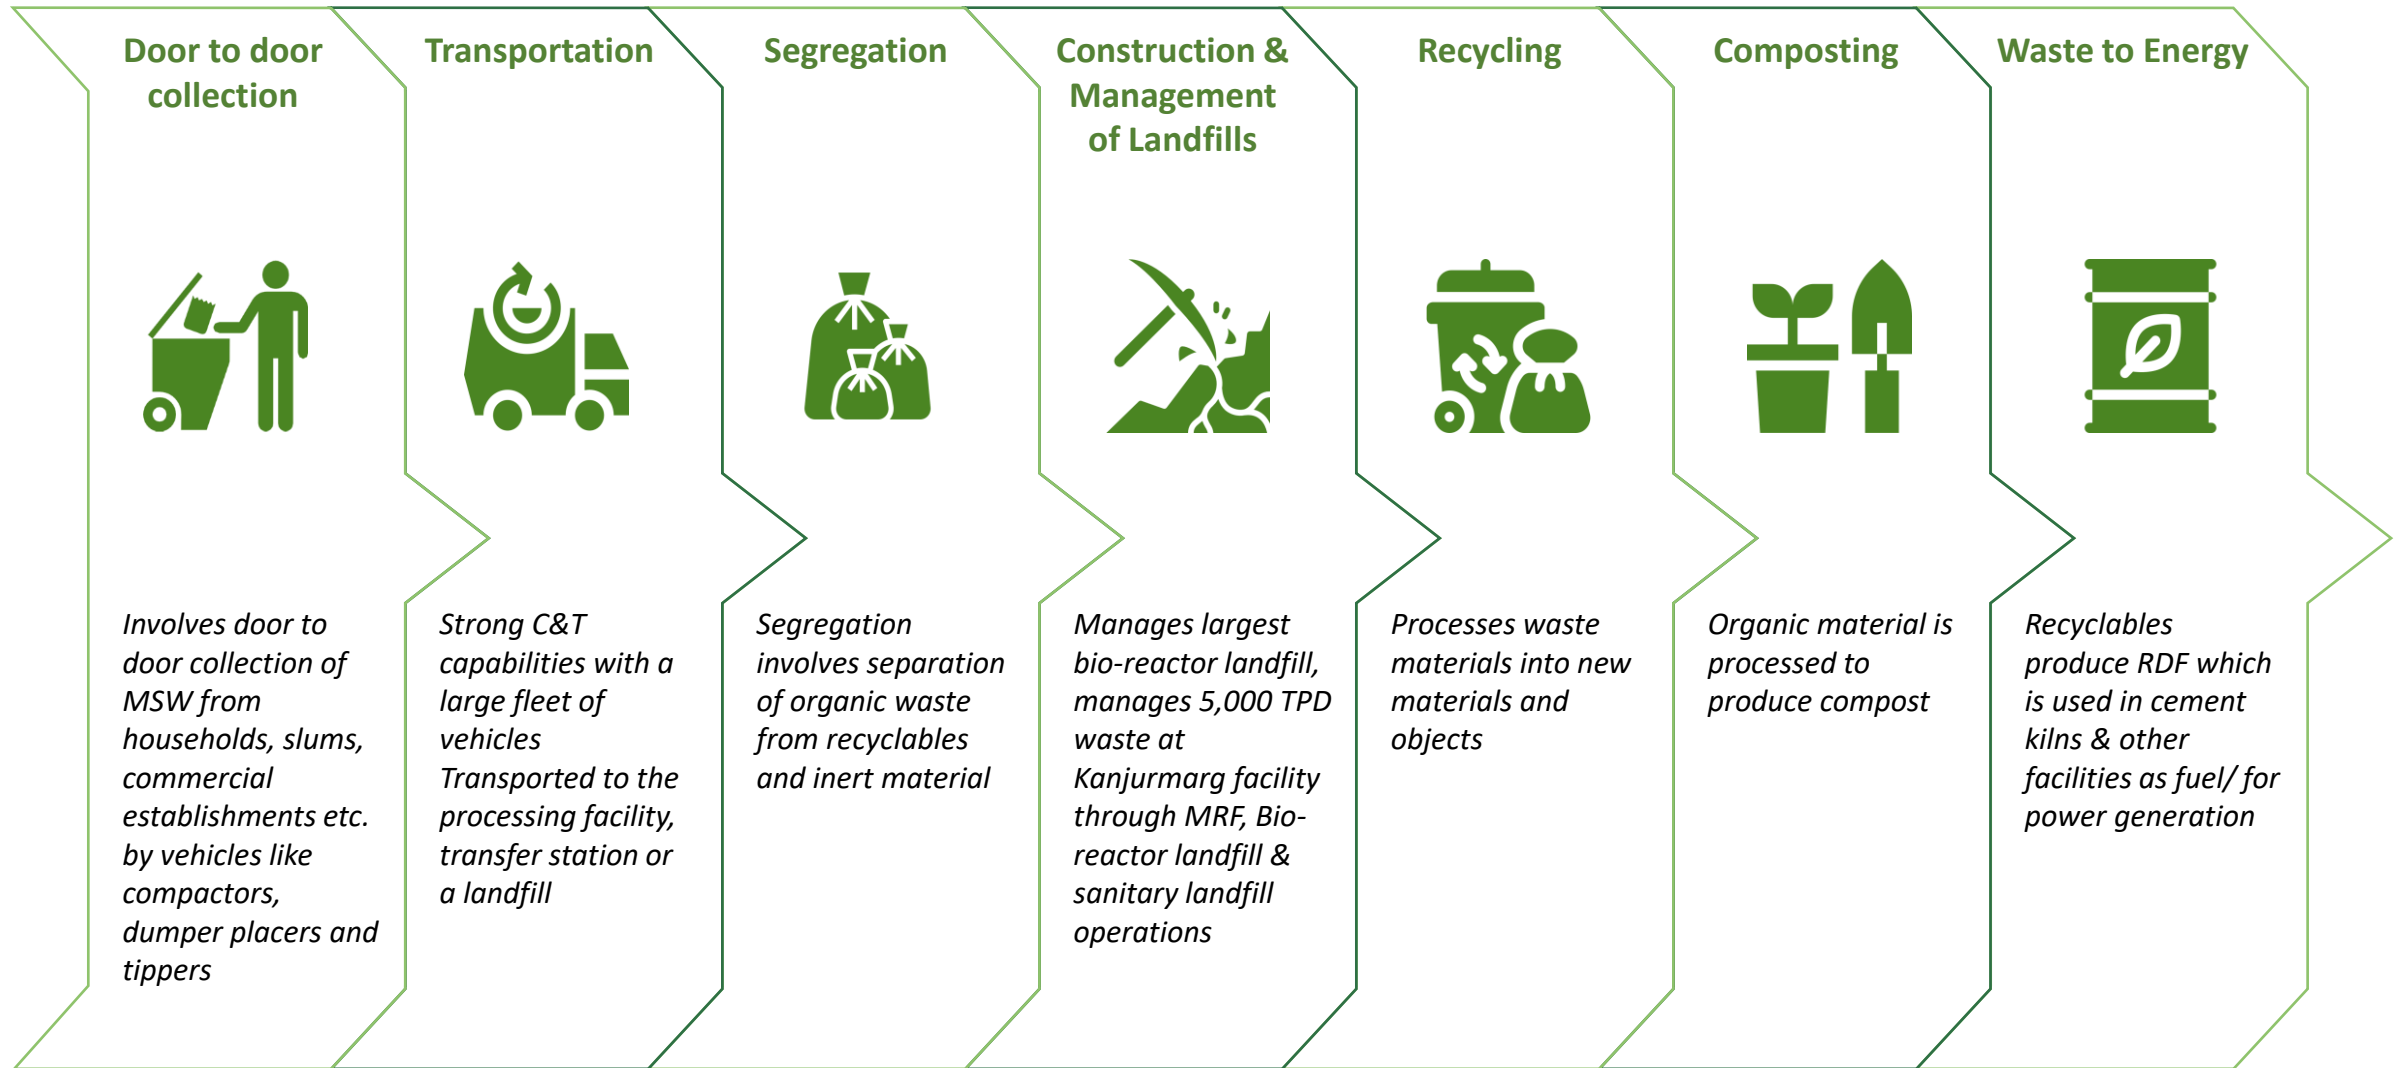 Door to door
collection
Involves door to
door collection of
MSW from
households, slums,
commercial
establishments etc.
by vehicles like
compactors,
dumper placers and
tippers
Transportation
Strong C&T
capabilities with a
large fleet of
vehicles
Transported to the
processing facility,
transfer station or
a landfill
Segregation
Segregation
involves separation
of organic waste
from recyclables
and inert material
Construction &
Management
of Landfills
Manages largest
bio-reactor landfill,
manages 5,000 TPD
waste at
Kanjurmarg facility
through MRF, Bio-
reactor landfill &
sanitary landfill
operations
Recycling
Processes waste
materials into new
materials and
objects
Composting
Organic material is
processed to
produce compost
Waste to Energy
Recyclables
produce RDF which
is used in cement
kilns & other
facilities as fuel/ for
power generation